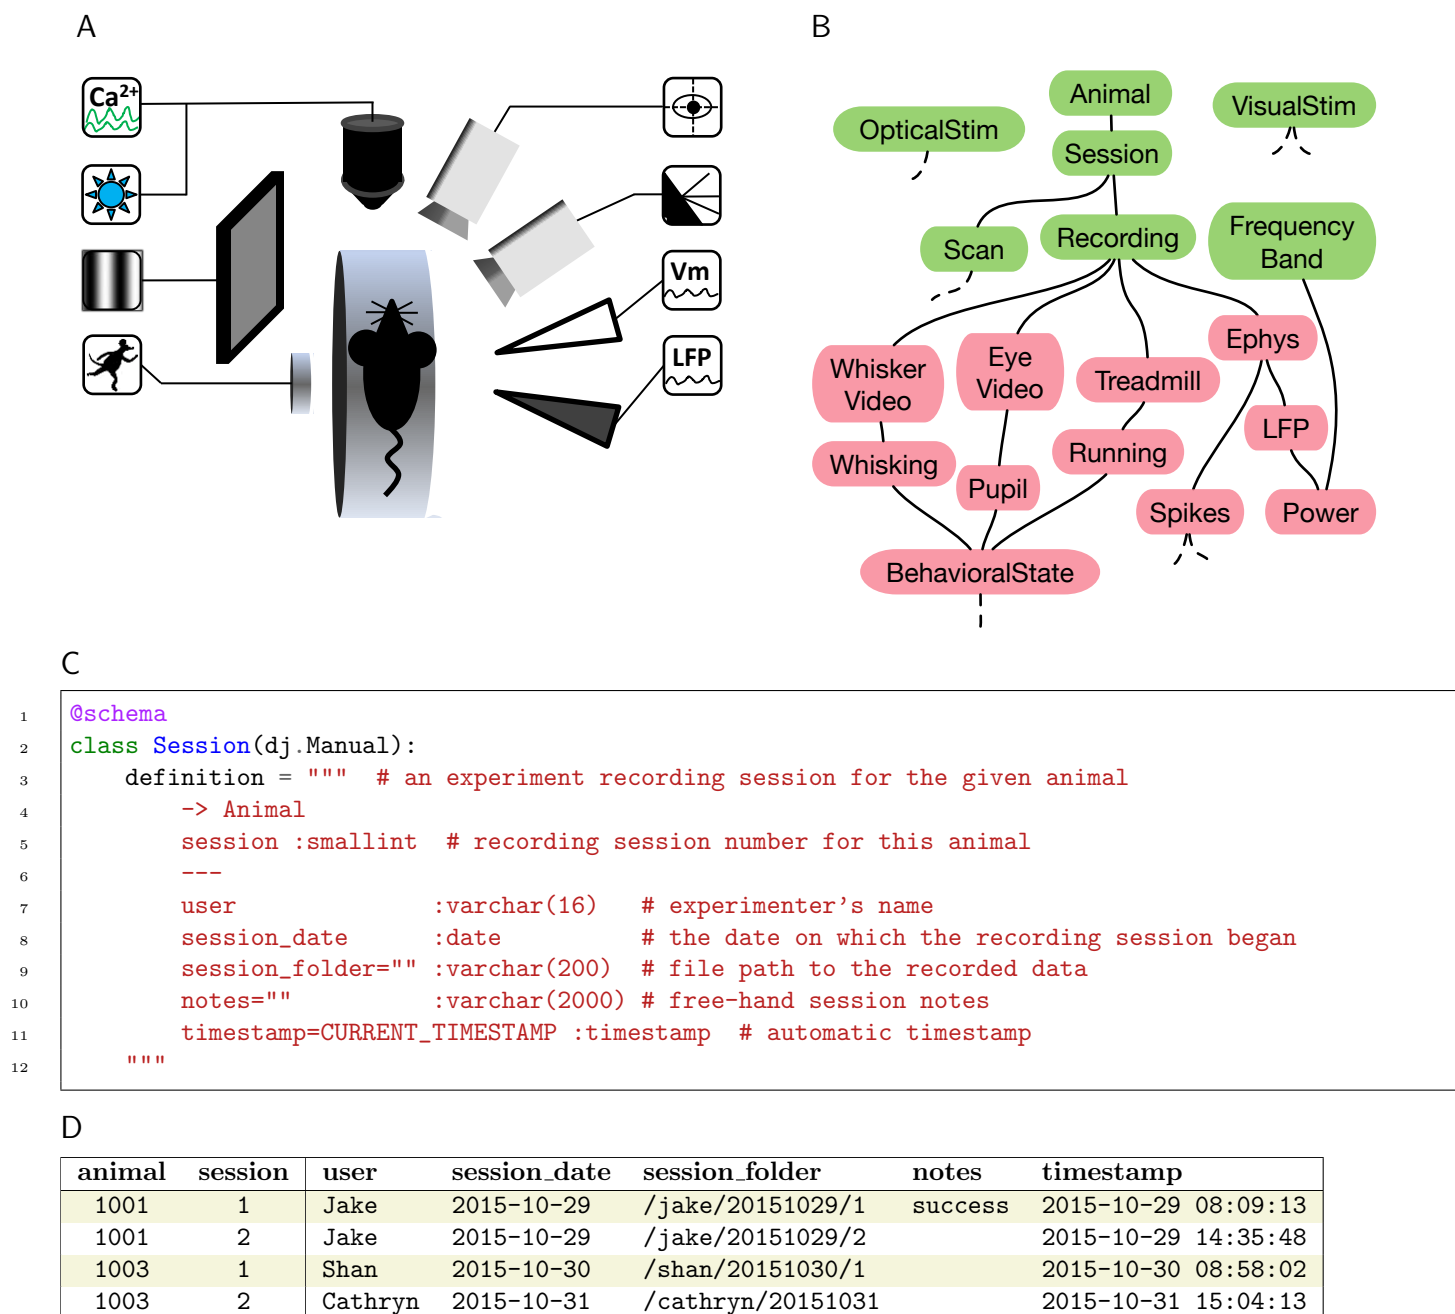 A
B
Ca²⁺
Vm
LFP
Animal
VisualStim
OpticalStim
Session
Scan
Recording
Frequency
Band
Ephys
Whisker
Video
Eye
Video
Treadmill
LFP
Running
Whisking
Pupil
Spikes
Power
BehavioralState
C
1 @schema
2 class Session(dj.Manual):
3     definition = """  # an experiment recording session for the given animal
4         -> Animal
5         session :smallint  # recording session number for this animal
6         ---
7         user            :varchar(16)   # experimenter's name
8         session_date    :date          # the date on which the recording session began
9         session_folder="" :varchar(200)  # file path to the recorded data
10         notes=""        :varchar(2000) # free-hand session notes
11         timestamp=CURRENT_TIMESTAMP :timestamp  # automatic timestamp
12     """
D
animal session user session_date session_folder notes timestamp
1001 1 Jake 2015-10-29 /jake/20151029/1 success 2015-10-29 08:09:13
1001 2 Jake 2015-10-29 /jake/20151029/2 2015-10-29 14:35:48
1003 1 Shan 2015-10-30 /shan/20151030/1 2015-10-30 08:58:02
1003 2 Cathryn 2015-10-31 /cathryn/20151031 2015-10-31 15:04:13